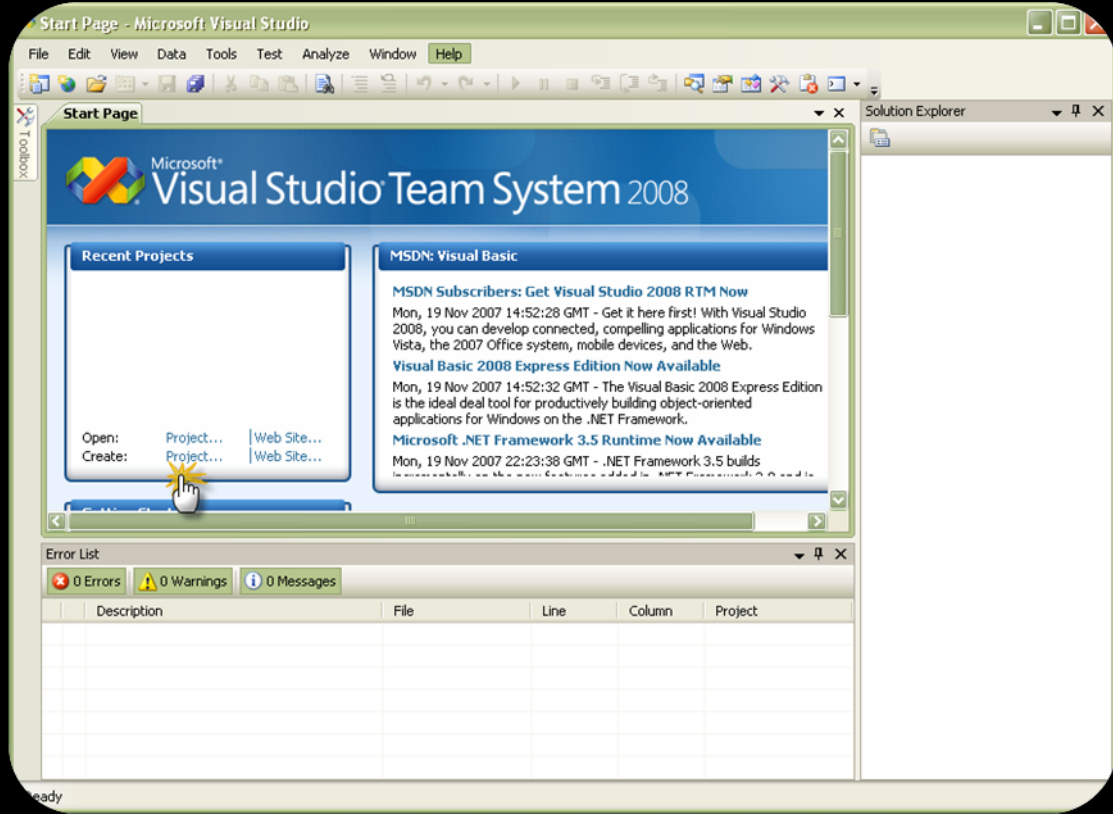 Start Page - Microsoft Visual Studio
File Edit View Data Tools Test Analyze Window Help
Toolbox
Start Page
Solution Explorer
Microsoft®
Visual Studio® Team System 2008
Recent Projects
Open: Project... |Web Site...
Create: Project... |Web Site...
MSDN: Visual Basic
MSDN Subscribers: Get Visual Studio 2008 RTM Now
Mon, 19 Nov 2007 14:52:28 GMT - Get it here first! With Visual Studio
2008, you can develop connected, compelling applications for Windows
Vista, the 2007 Office system, mobile devices, and the Web.
Visual Basic 2008 Express Edition Now Available
Mon, 19 Nov 2007 14:52:32 GMT - The Visual Basic 2008 Express Edition
is the ideal deal tool for productively building object-oriented
applications for Windows on the .NET Framework.
Microsoft .NET Framework 3.5 Runtime Now Available
Mon, 19 Nov 2007 22:23:38 GMT - .NET Framework 3.5 builds
Error List
0 Errors 0 Warnings 0 Messages
Description File Line Column Project
eady